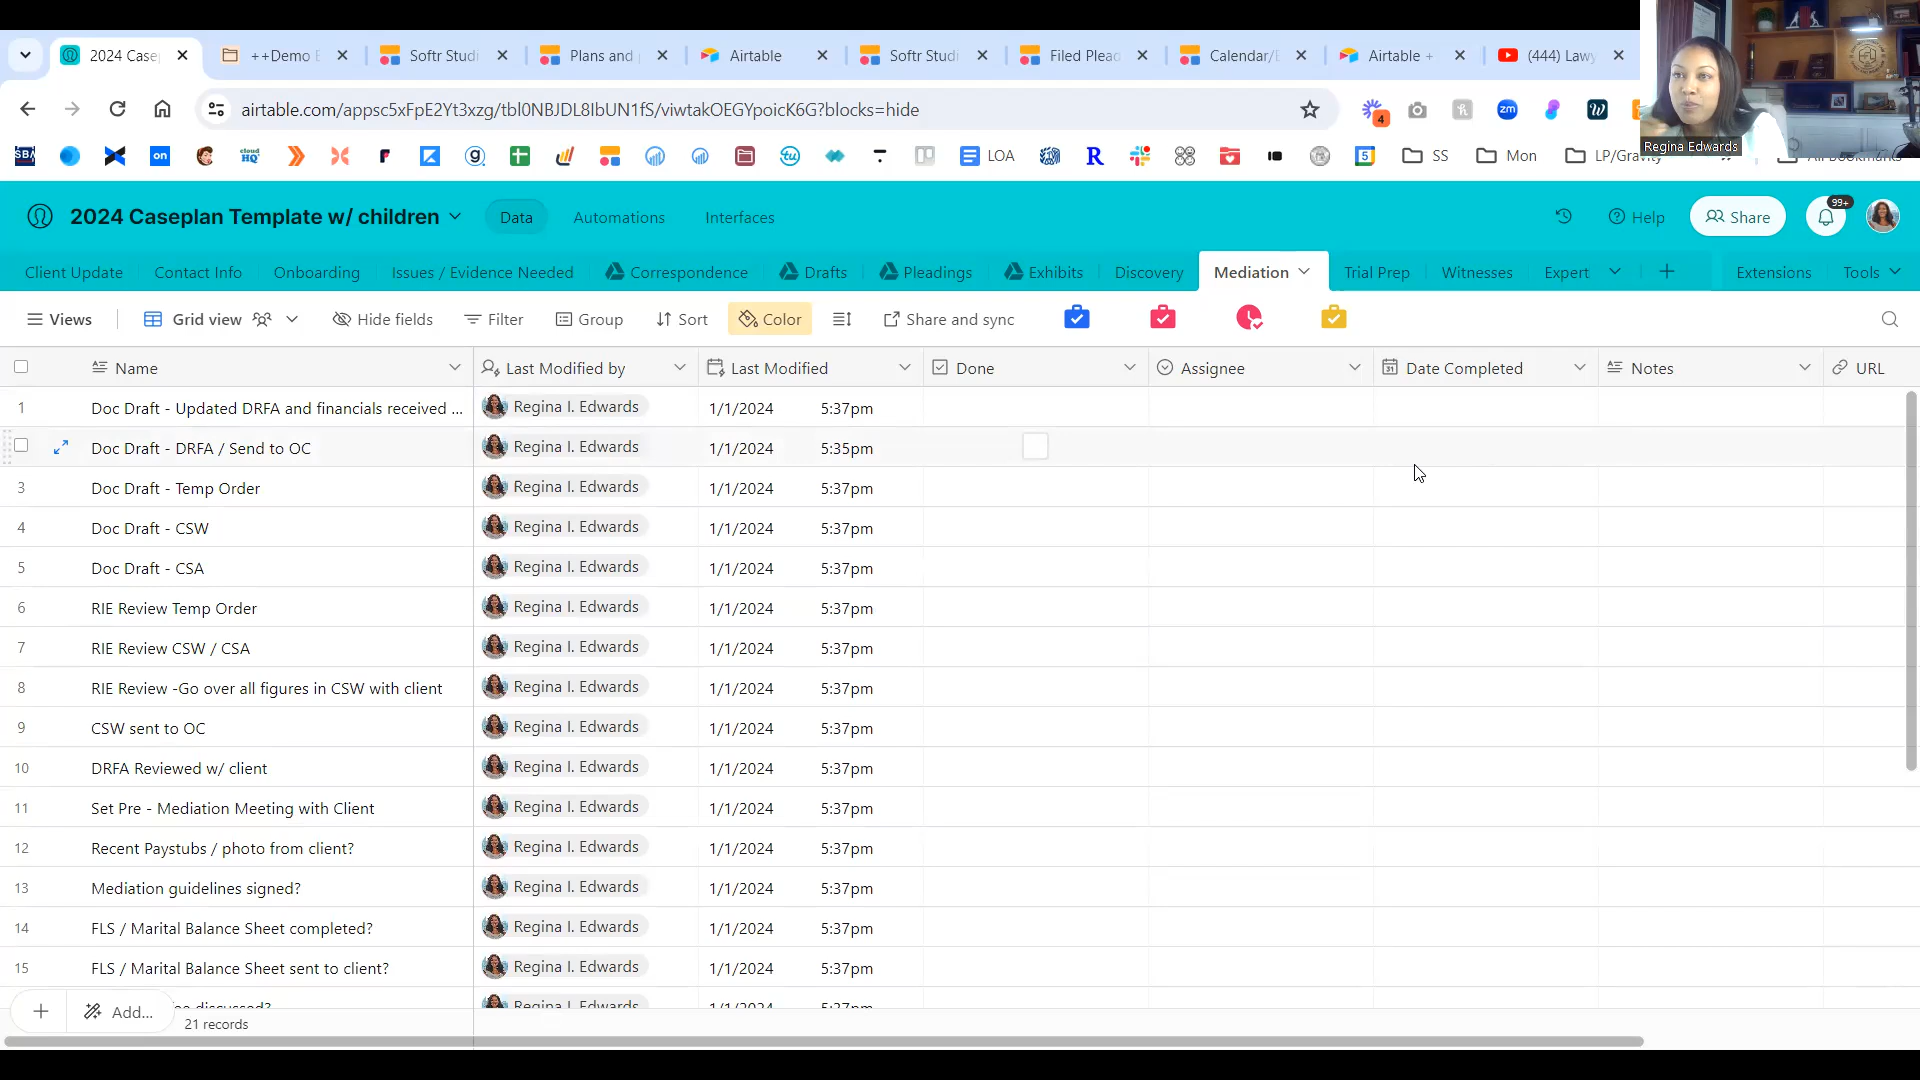 2024 Case
++Demo
Softr Studi
Plans and
Airtable
Softr Studi
Filed Plead
Calendar/
Airtable +
(444) Law
airtable.com/appsc5xFpE2Yt3xzg/tbl0NBJDL8IbUN1fS/viwtakOEGYpoicK6G?blocks=hide
4
Regina Edwards
LOA
SS
Mon
LP/Gravity
2024 Caseplan Template w/ children
Data
Automations
Interfaces
Help
Share
99+
Client Update
Contact Info
Onboarding
Issues / Evidence Needed
Correspondence
Drafts
Pleadings
Exhibits
Discovery
Mediation
Trial Prep
Witnesses
Expert
Extensions
Tools
Views
Grid view
Hide fields
Filter
Group
Sort
Color
Share and sync
Name Last Modified by Last Modified Done Assignee Date Completed Notes URL
1 Doc Draft - Updated DRFA and financials received ... Regina I. Edwards 1/1/2024 5:37pm
Doc Draft - DRFA / Send to OC Regina I. Edwards 1/1/2024 5:35pm
3 Doc Draft - Temp Order Regina I. Edwards 1/1/2024 5:37pm
4 Doc Draft - CSW Regina I. Edwards 1/1/2024 5:37pm
5 Doc Draft - CSA Regina I. Edwards 1/1/2024 5:37pm
6 RIE Review Temp Order Regina I. Edwards 1/1/2024 5:37pm
7 RIE Review CSW / CSA Regina I. Edwards 1/1/2024 5:37pm
8 RIE Review -Go over all figures in CSW with client Regina I. Edwards 1/1/2024 5:37pm
9 CSW sent to OC Regina I. Edwards 1/1/2024 5:37pm
10 DRFA Reviewed w/ client Regina I. Edwards 1/1/2024 5:37pm
11 Set Pre - Mediation Meeting with Client Regina I. Edwards 1/1/2024 5:37pm
12 Recent Paystubs / photo from client? Regina I. Edwards 1/1/2024 5:37pm
13 Mediation guidelines signed? Regina I. Edwards 1/1/2024 5:37pm
14 FLS / Marital Balance Sheet completed? Regina I. Edwards 1/1/2024 5:37pm
15 FLS / Marital Balance Sheet sent to client? Regina I. Edwards 1/1/2024 5:37pm
discussed? Regina I. Edwards 1/1/2024 5:37pm
Add...
21 records